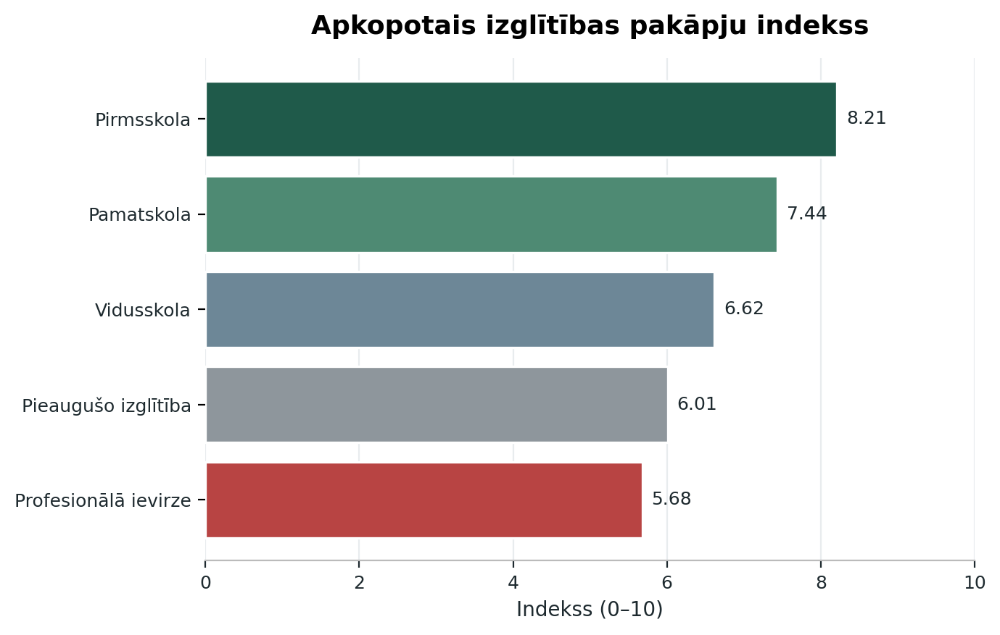 Apkopotais izglītības pakāpju indekss
Pirmsskola
8.21
Pamatskola
7.44
Vidusskola
6.62
Pieaugušo izglītība
6.01
Profesionālā ievirze
5.68
0 2 4 6 8 10
Indekss (0–10)